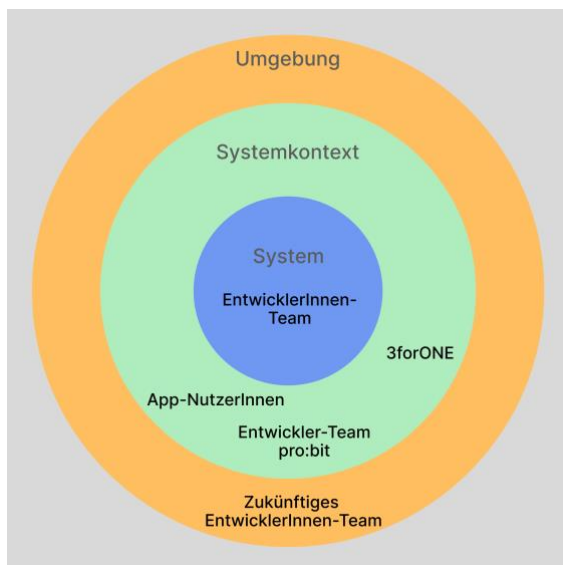 Umgebung
Systemkontext
System
EntwicklerInnen-
Team
3forONE
App-NutzerInnen
Entwickler-Team
pro:bit
Zukünftiges
EntwicklerInnen-Team